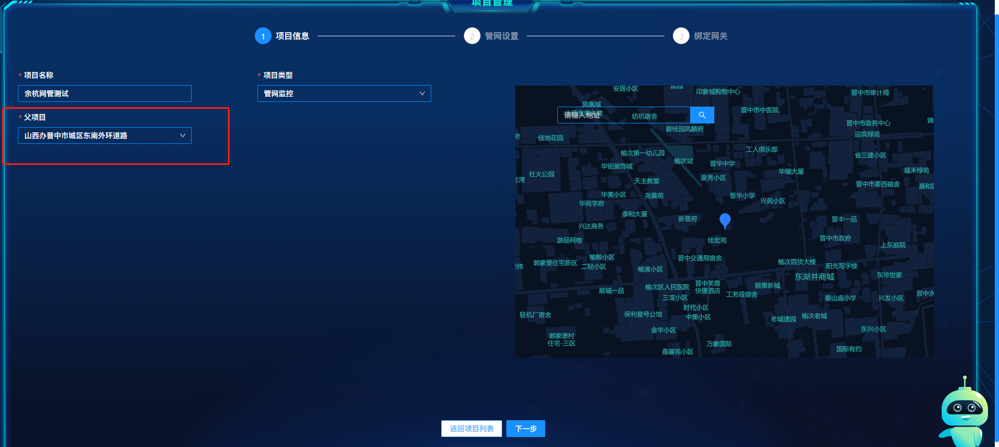 项目管理
1 项目信息
2 管网设置
3 绑定网关
* 项目名称
余杭网管测试
* 项目类型
管网监控
* 父项目
山西办晋中市城区东南外环道路
安居小区
雅园
印象城购物中心
晋中市审计局
凤凰城
请输入地址
纺机宿舍
晋中市中医院
锦
碧桂园凤麟府
晋中市政务中心
迎宾绿苑
府
佳地花园
工人俱乐部
榆次第一幼儿园
榆次站
省三建小区
华钜装饰城
晋华中学
社火公园
华瑞大厦
蕴禾绿苑
兰湾
天主教堂
泉秀小区
晋中市委西宿舍
嘉和园
华美小区
尧晨苑
晋华小学
华苑学府
兴苑小区
泰和大厦
新晋府
晋丰一品
兴达商务
游品网咖
佳宏苑
晋中市政府
上东庭院
榆粮小区
晋中交通局宿舍
郭家堡住宅新区
二轻小区
榆次百货大楼
阳光写字楼
榆液小区
东湖井商城
东华世家
顺城一品
榆次区人民医院
晋中芙蓉
快捷酒店
颐景新城
工务段宿舍
晋中水
三宝小区
泰山庙小学
兴发小区
时代小区
轻机厂宿舍
保利壹号公馆
中集小区
老城遗园
榆次老城
金华小区
东兴小区
郭家堡村
住宅-三区
万象国际
国际有约
嘉馨苑小区
返回项目列表
下一步